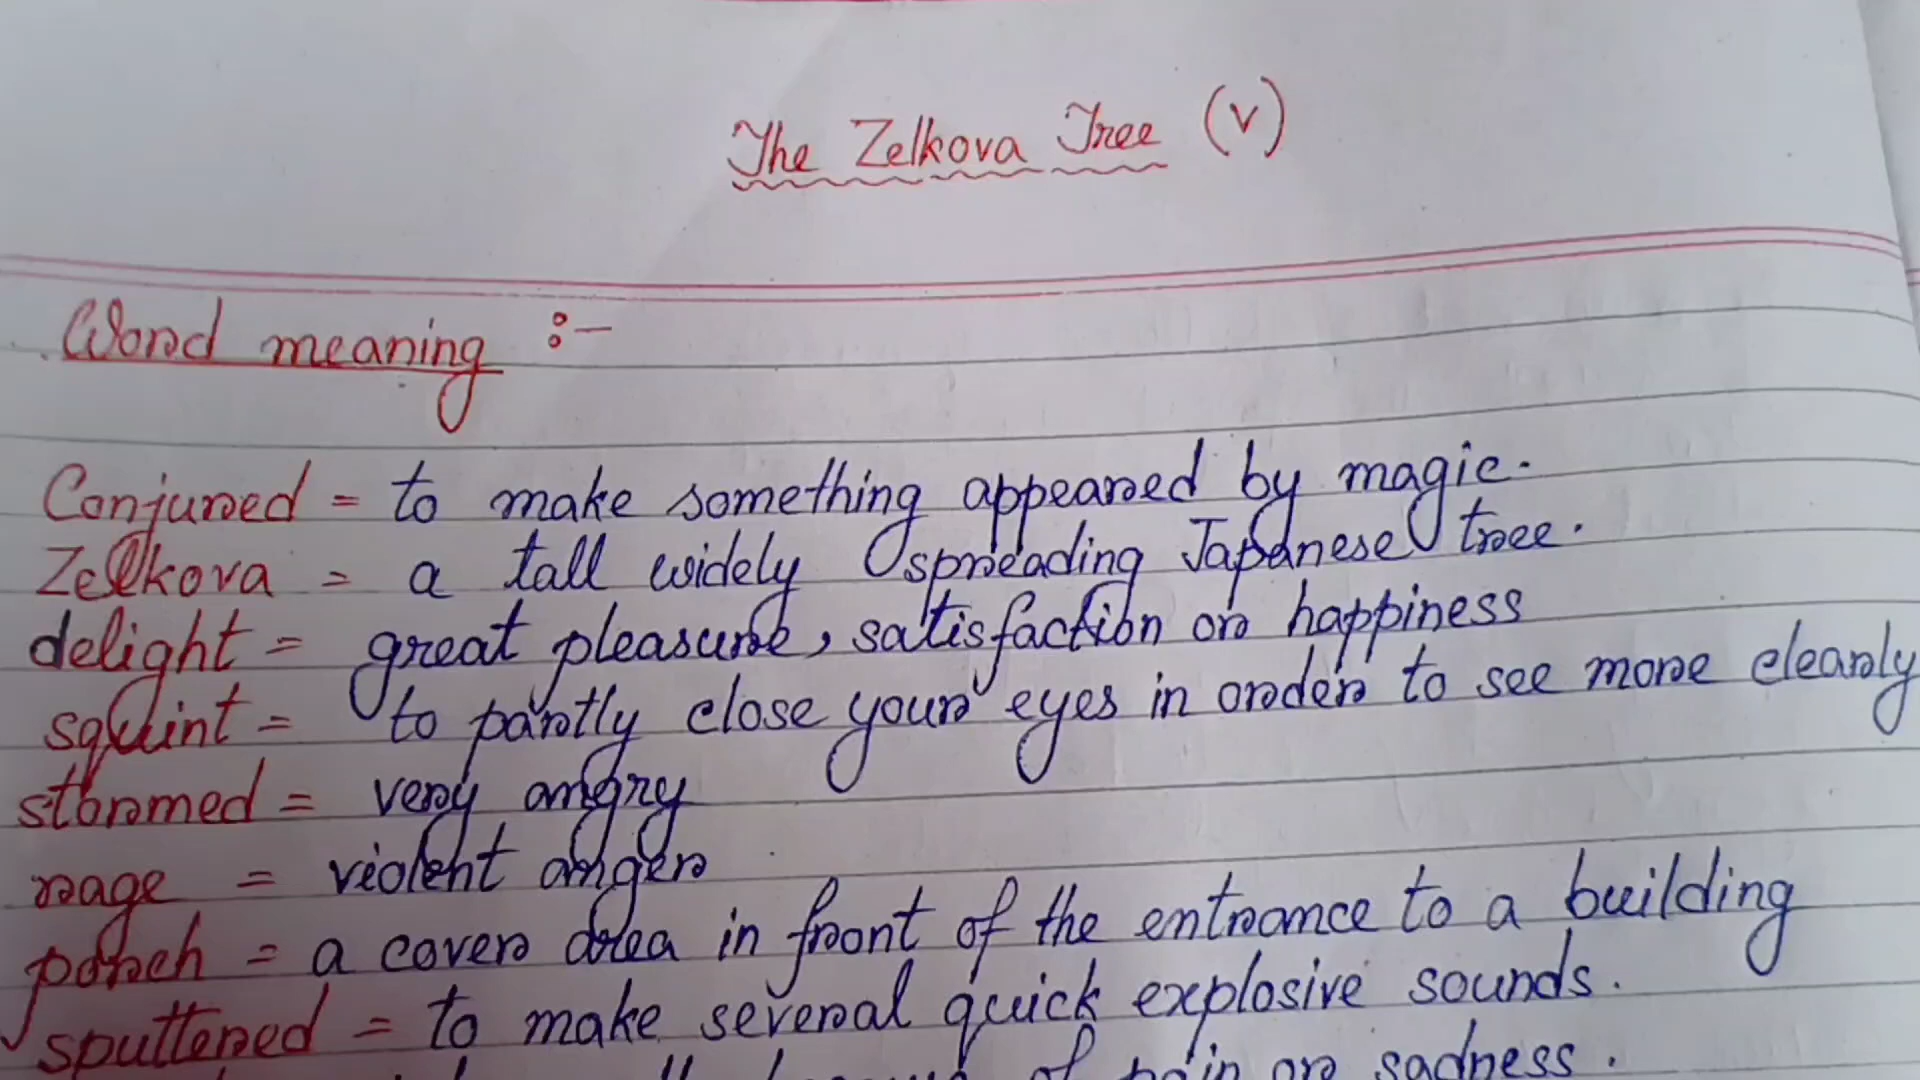 The Zelkova Tree (V)
Word meaning :-
Conjured = to make something appeared by magic.
Zelkova = a tall widely spreading Japanese tree.
delight = great pleasure, satisfaction or happiness
squint = to partly close your eyes in order to see more clearly
stormed = very angry
rage = violent anger
porch = a cover area in front of the entrance to a building
sputtered = to make several quick explosive sounds.
of pain or sadness.